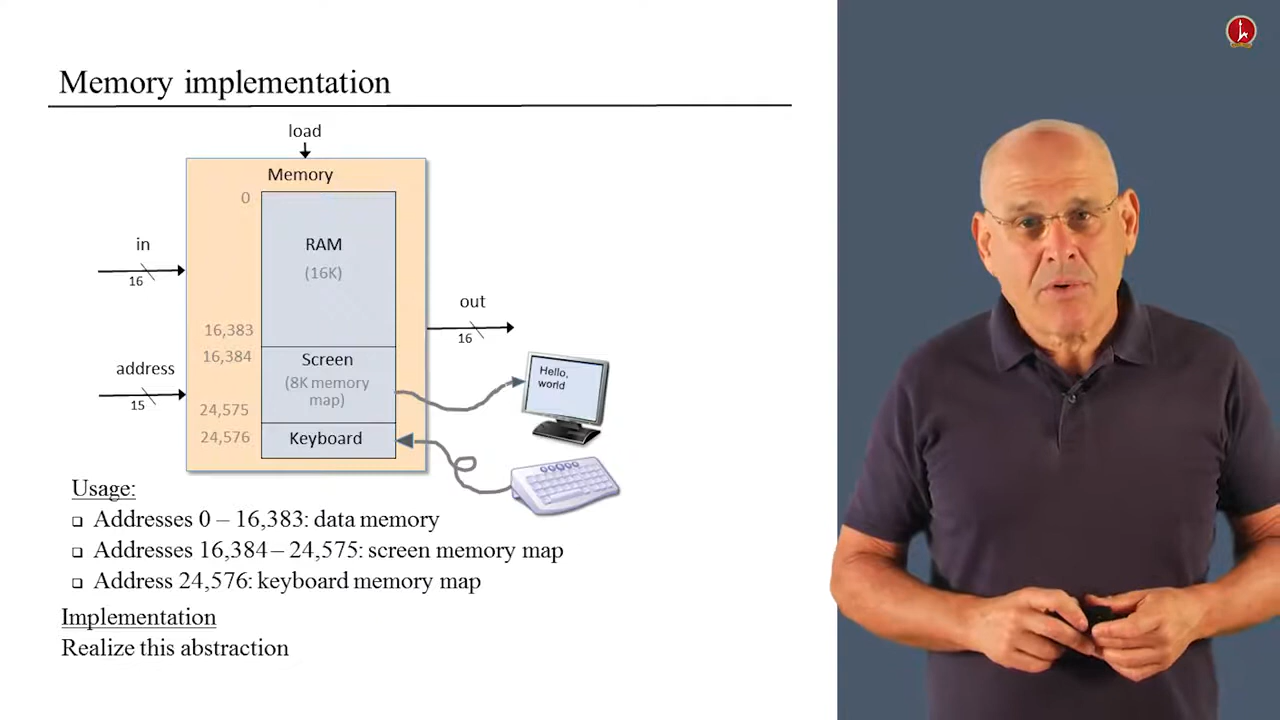 Memory implementation
load
Memory
0
RAM
in
(16K)
16
out
16,383
16
16,384
Screen
address
(8K memory
map)
Hello,
world
15
24,575
24,576
Keyboard
Usage:
Addresses 0 – 16,383: data memory
Addresses 16,384 – 24,575: screen memory map
Address 24,576: keyboard memory map
Implementation
Realize this abstraction